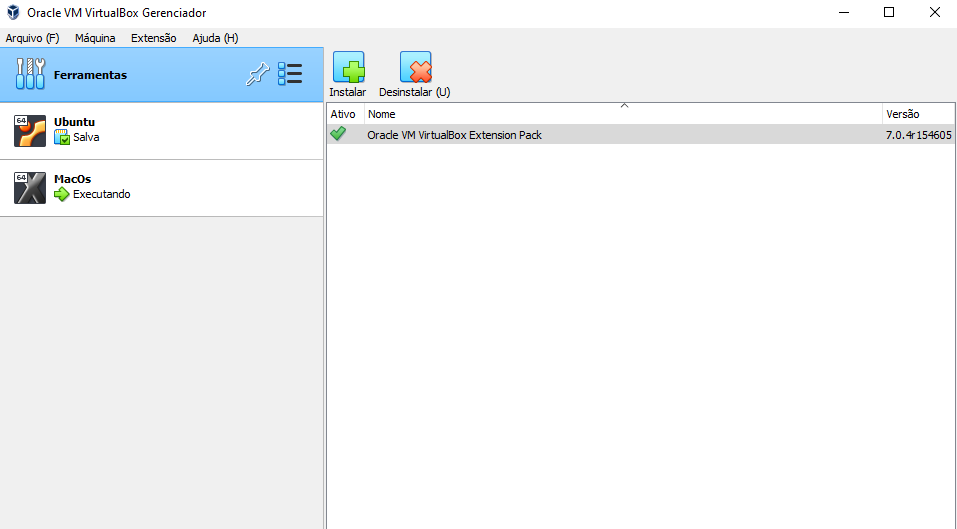 Oracle VM VirtualBox Gerenciador
Arquivo (F) Máquina Extensão Ajuda (H)
Ferramentas
64
Ubuntu
Salva
64
MacOs
Executando
Instalar Desinstalar (U)
Ativo Nome Versão
Oracle VM VirtualBox Extension Pack 7.0.4r154605